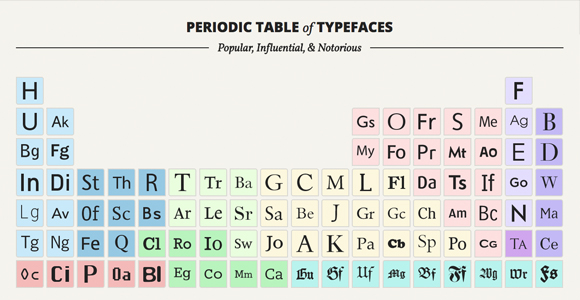 PERIODIC TABLE of TYPEFACES
Popular, Influential, & Notorious
H F
U Ak Gs O Fr S Me Ag B
Bg Fg My Fo Pr Mt Ao E D
In Di St Th R T Tr Ba G C M L Fl Da Ts If Go W
Lg Av Of Sc Bs Ar Le Sr Sa Be J Gr Gc Ch Am Bc N Ma
Tg Ng Fe Q Cl Ro Io Sw Jo A K Pa Cb Sp Po Cg TA Ce
Oc Ci P Oa Bl Eg Co Mm Ca Gf Uf Mg Bf Ff Wg Wr Fs